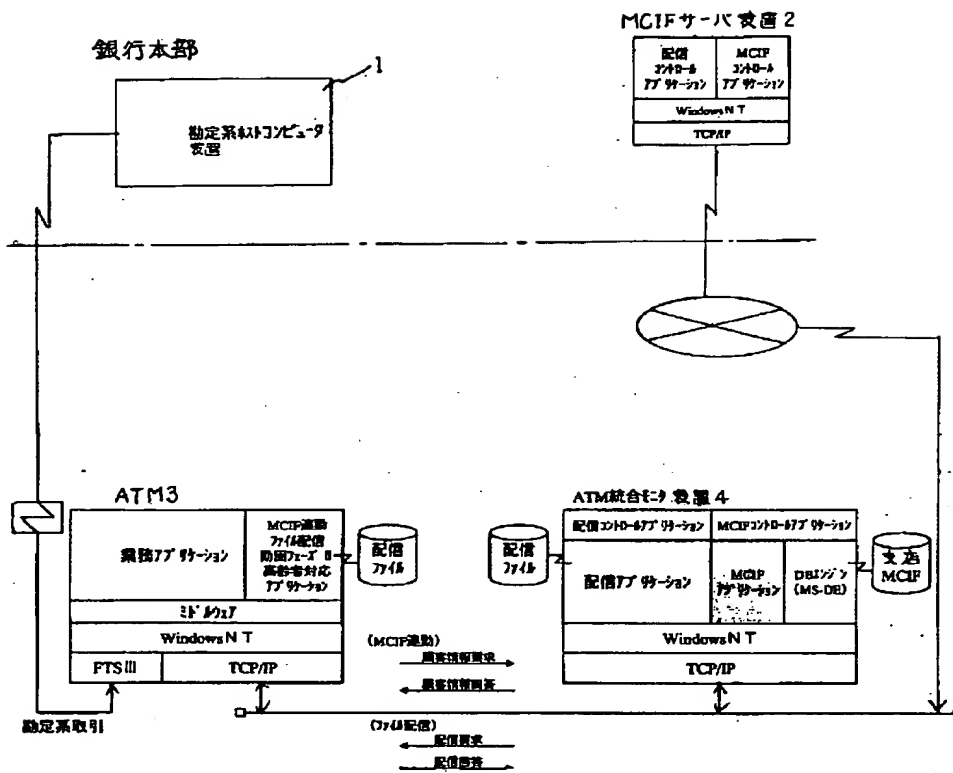 MCIFサーバ装置2
銀行本部
1
勘定系ホストコンピュータ
装置
配信
コントロール
アプリケーション
MCIF
コントロール
アプリケーション
WindowsNT
TCP/IP
ATM3
業務アプリケーション
MCIF連動
ファイル配信
動画フェーズII
高齢者対応
アプリケーション
ミドルウェア
WindowsNT
FTSIII
TCP/IP
配信
ファイル
勘定系取引
(MCIF連動)
顧客情報要求
顧客情報回答
(ファイル配信)
配信要求
配信回答
ATM統合モニタ装置4
配信コントロールアプリケーション
MCIFコントロールアプリケーション
配信
ファイル
配信アプリケーション
MCIF
アプリケーション
DBエンジン
(MS-DE)
支店
MCIF
WindowsNT
TCP/IP